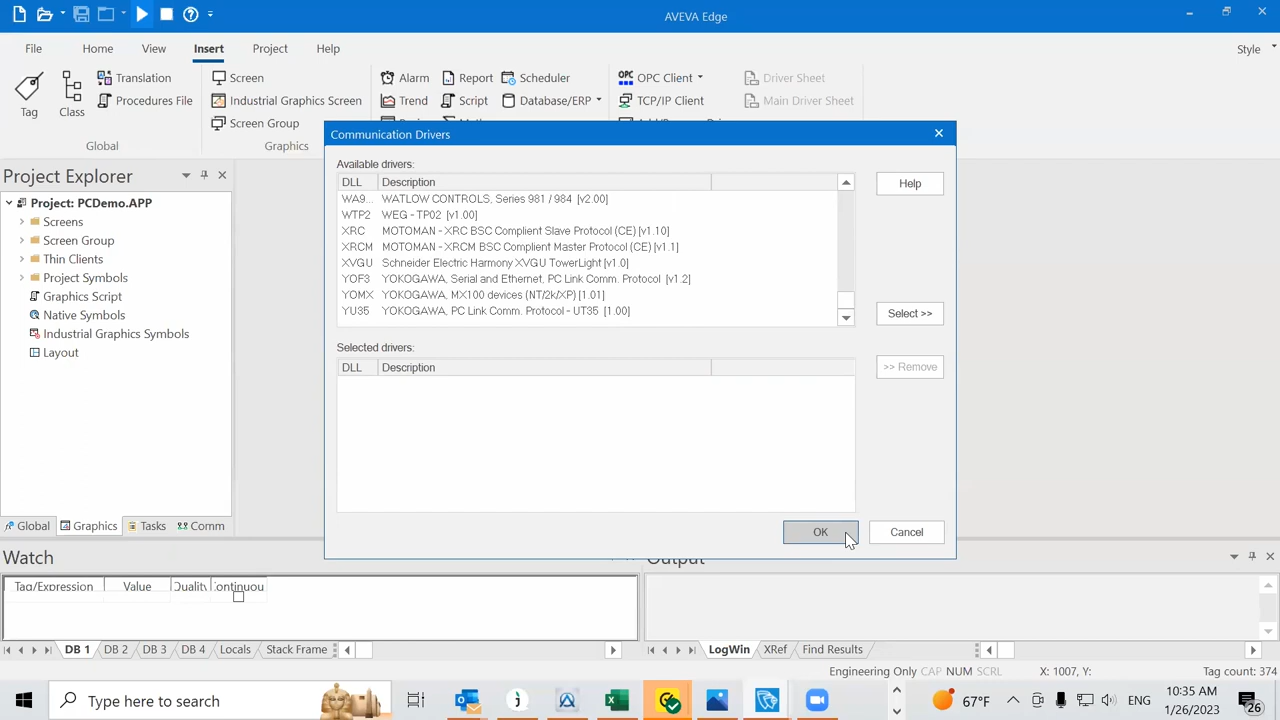 AVEVA Edge
File Home View Insert Project Help Style
Translation Screen Alarm Report Scheduler OPC Client Driver Sheet
Procedures File Industrial Graphics Screen Trend Script Database/ERP TCP/IP Client Main Driver Sheet
Tag Class Screen Group
Global Graphics
Communication Drivers
Available drivers:
DLL Description
WA9... WATLOW CONTROLS, Series 981 / 984 [v2.00]
WTP2 WEG - TP02 [v1.00]
XRC MOTOMAN - XRC BSC Complient Slave Protocol (CE) [v1.10]
XRCM MOTOMAN - XRCM BSC Complient Master Protocol (CE) [v1.1]
XVGU Schneider Electric Harmony XVGU TowerLight [v1.0]
YOF3 YOKOGAWA, Serial and Ethernet, PC Link Comm. Protocol [v1.2]
YOMX YOKOGAWA, MX100 devices (NT/2k/XP) [1.01]
YU35 YOKOGAWA, PC Link Comm. Protocol - UT35 [1.00]
Help
Select >>
Selected drivers:
>> Remove
DLL Description
OK Cancel
Project Explorer
Project: PCDemo.APP
Screens
Screen Group
Thin Clients
Project Symbols
Graphics Script
Native Symbols
Industrial Graphics Symbols
Layout
Global Graphics Tasks Comm
Watch
Tag/Expression Value Quality Continuou
DB 1 DB 2 DB 3 DB 4 Locals Stack Frame
Output
LogWin XRef Find Results
Engineering Only CAP NUM SCRL X: 1007, Y: Tag count: 374
Type here to search
67°F ENG
10:35 AM
1/26/2023
26